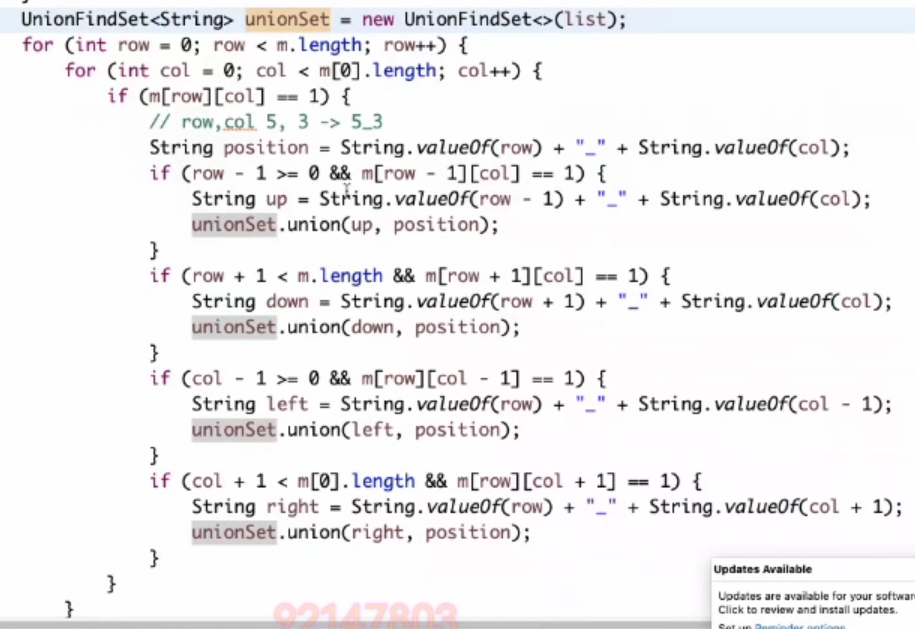 UnionFindSet<String> unionSet = new UnionFindSet<>(list);
for (int row = 0; row < m.length; row++) {
for (int col = 0; col < m[0].length; col++) {
if (m[row][col] == 1) {
// row,col 5, 3 -> 5_3
String position = String.valueOf(row) + "_" + String.valueOf(col);
if (row - 1 >= 0 && m[row - 1][col] == 1) {
String up = String.valueOf(row - 1) + "_" + String.valueOf(col);
unionSet.union(up, position);
}
if (row + 1 < m.length && m[row + 1][col] == 1) {
String down = String.valueOf(row + 1) + "_" + String.valueOf(col);
unionSet.union(down, position);
}
if (col - 1 >= 0 && m[row][col - 1] == 1) {
String left = String.valueOf(row) + "_" + String.valueOf(col - 1);
unionSet.union(left, position);
}
if (col + 1 < m[0].length && m[row][col + 1] == 1) {
String right = String.valueOf(row) + "_" + String.valueOf(col + 1);
unionSet.union(right, position);
}
}
}
92147803
Updates Available
Updates are available for your softwar
Click to review and install updates.
Set up Reminder options